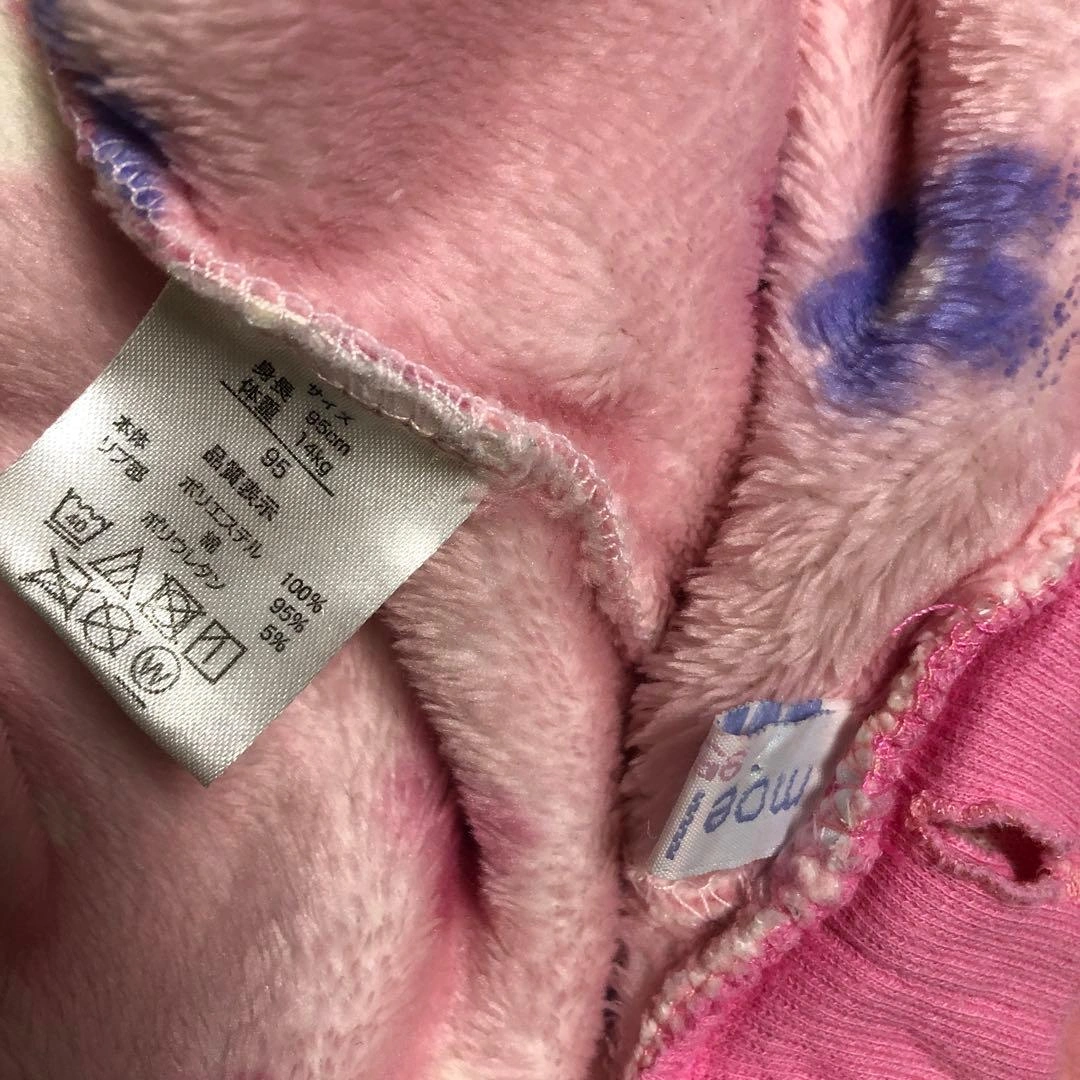 サイズ
身長 95cm
体重 14kg
95
品質表示
本体 ポリエステル 100%
リブ部 綿 95%
ポリウレタン 5%
40
W
moe